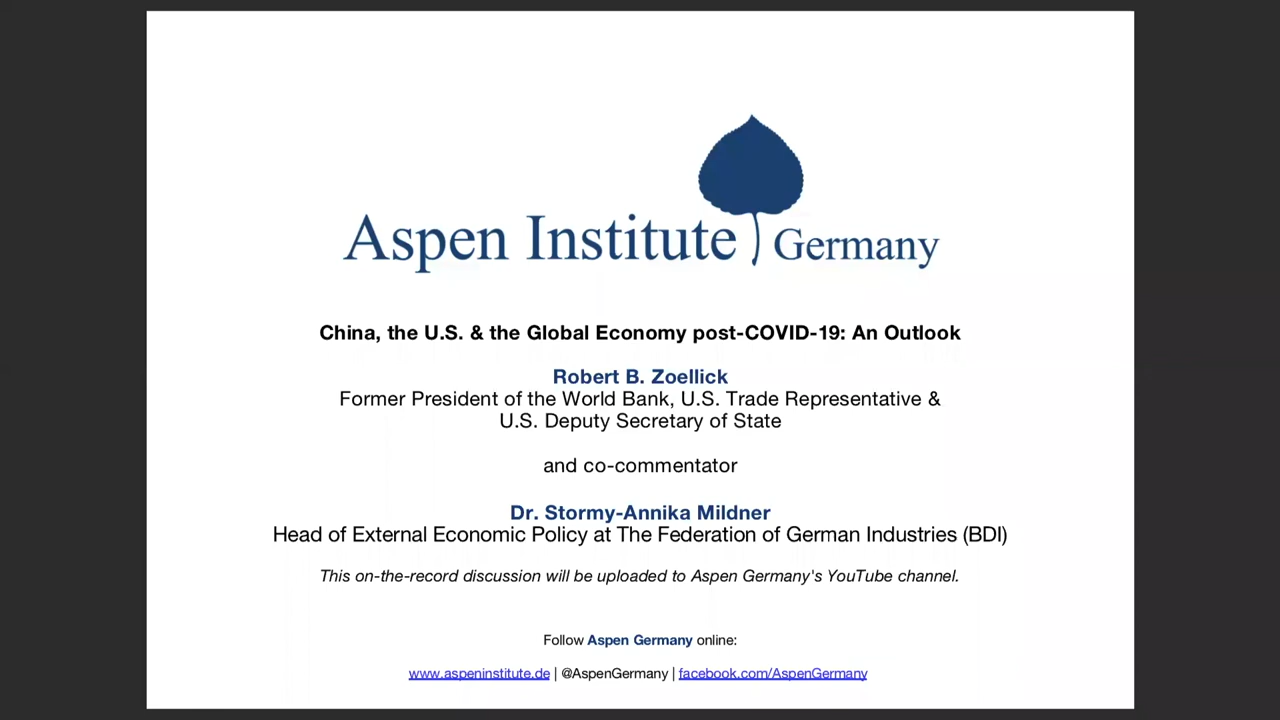 Aspen Institute Germany
China, the U.S. & the Global Economy post-COVID-19: An Outlook
Robert B. Zoellick
Former President of the World Bank, U.S. Trade Representative &
U.S. Deputy Secretary of State
and co-commentator
Dr. Stormy-Annika Mildner
Head of External Economic Policy at The Federation of German Industries (BDI)
This on-the-record discussion will be uploaded to Aspen Germany's YouTube channel.
Follow Aspen Germany online:
www.aspeninstitute.de | @AspenGermany | facebook.com/AspenGermany